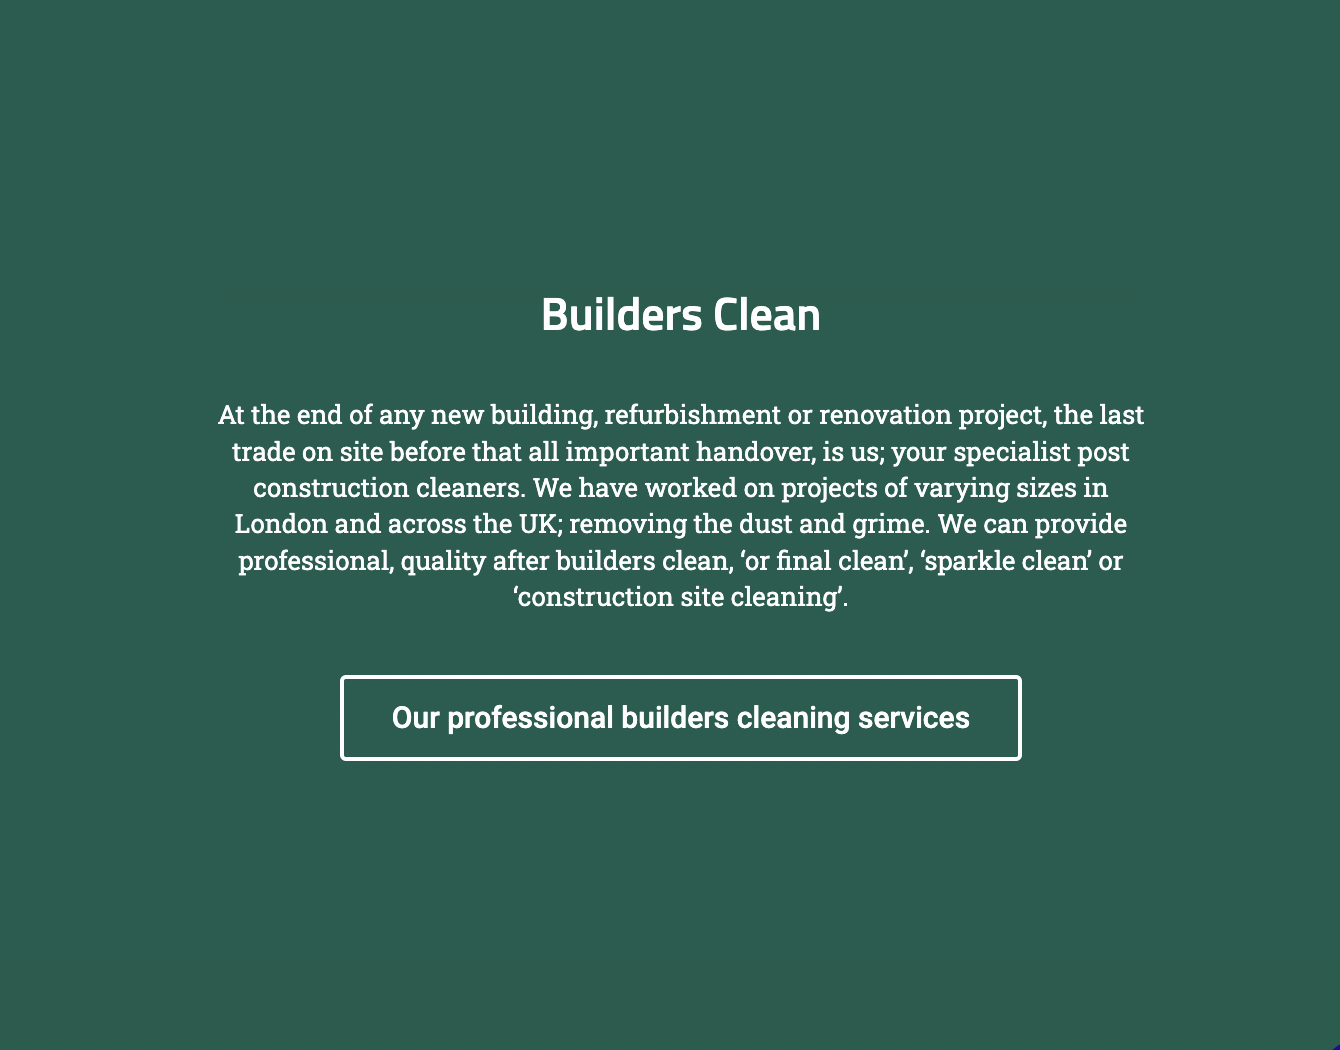 Builders Clean
At the end of any new building, refurbishment or renovation project, the last
trade on site before that all important handover, is us; your specialist post
construction cleaners. We have worked on projects of varying sizes in
London and across the UK; removing the dust and grime. We can provide
professional, quality after builders clean, ‘or final clean’, ‘sparkle clean’ or
‘construction site cleaning’.
Our professional builders cleaning services